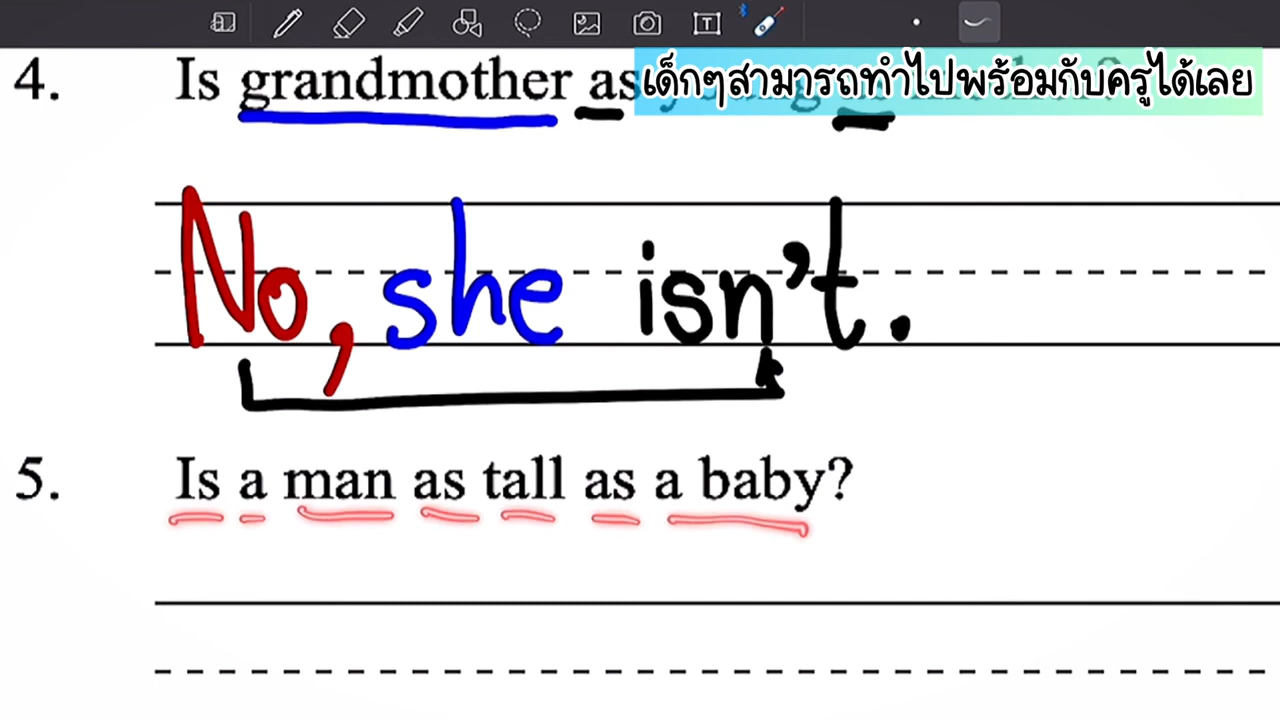 4. Is grandmother as
เด็กๆสามารถทำไปพร้อมกับครูได้เลย
No, she isn't.
5. Is a man as tall as a baby?